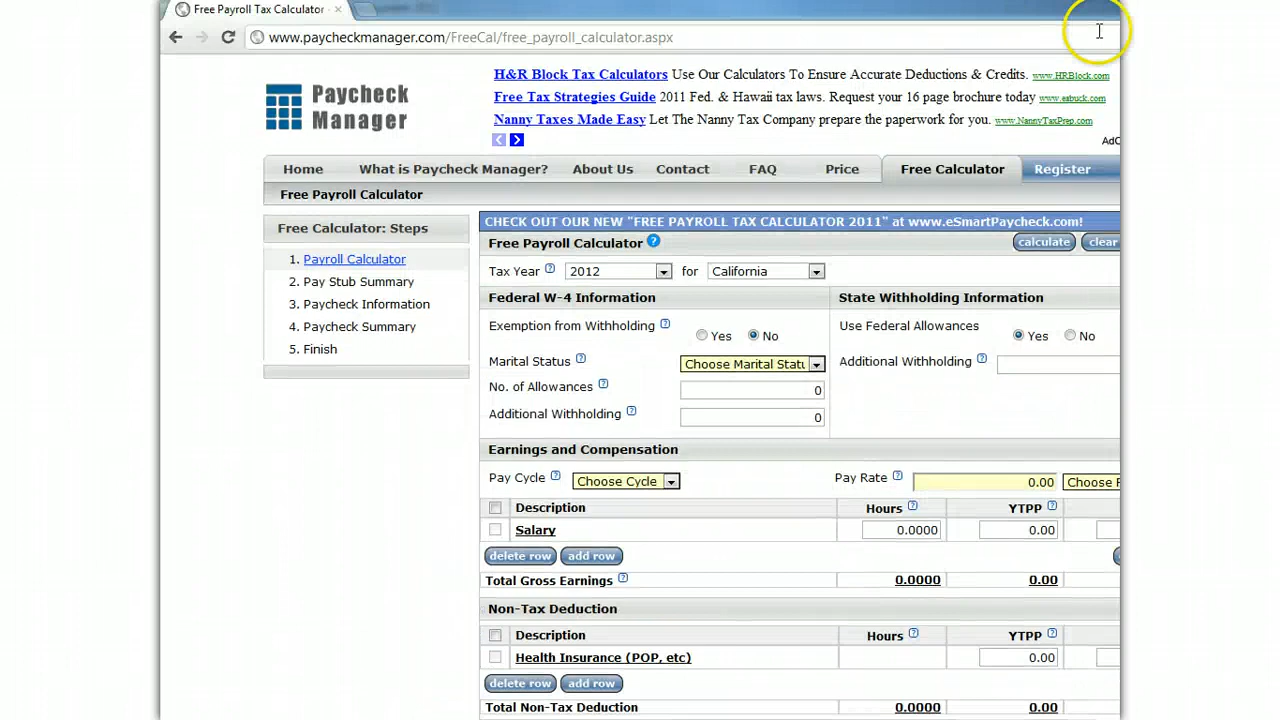 Free Payroll Tax Calculator
www.paycheckmanager.com/FreeCal/free_payroll_calculator.aspx
Paycheck
Manager
H&R Block Tax Calculators Use Our Calculators To Ensure Accurate Deductions & Credits. www.HRBlock.com
Free Tax Strategies Guide 2011 Fed. & Hawaii tax laws. Request your 16 page brochure today www.eabuck.com
Nanny Taxes Made Easy Let The Nanny Tax Company prepare the paperwork for you. www.NannyTaxPrep.com
AdC
Home What is Paycheck Manager? About Us Contact FAQ Price Free Calculator Register
Free Payroll Calculator
Free Calculator: Steps
1. Payroll Calculator
2. Pay Stub Summary
3. Paycheck Information
4. Paycheck Summary
5. Finish
CHECK OUT OUR NEW "FREE PAYROLL TAX CALCULATOR 2011" at www.eSmartPaycheck.com!
Free Payroll Calculator ? calculate clear
Tax Year ? 2012 for California
Federal W-4 Information
Exemption from Withholding ? Yes No
Marital Status ? Choose Marital Statu
No. of Allowances ? 0
Additional Withholding ? 0
State Withholding Information
Use Federal Allowances Yes No
Additional Withholding ?
Earnings and Compensation
Pay Cycle ? Choose Cycle Pay Rate ? 0.00 Choose
Description Hours ? YTPP ?
Salary 0.0000 0.00
delete row add row
Total Gross Earnings ? 0.0000 0.00
Non-Tax Deduction
Description Hours ? YTPP ?
Health Insurance (POP, etc) 0.00
delete row add row
Total Non-Tax Deduction 0.0000 0.00